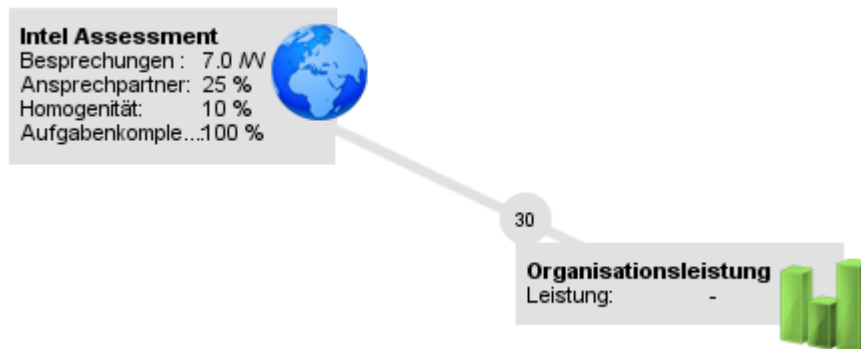 Intel Assessment
Besprechungen : 7.0 /W
Ansprechpartner: 25 %
Homogenität: 10 %
Aufgabenkomple...:100 %
30
Organisationsleistung
Leistung: -